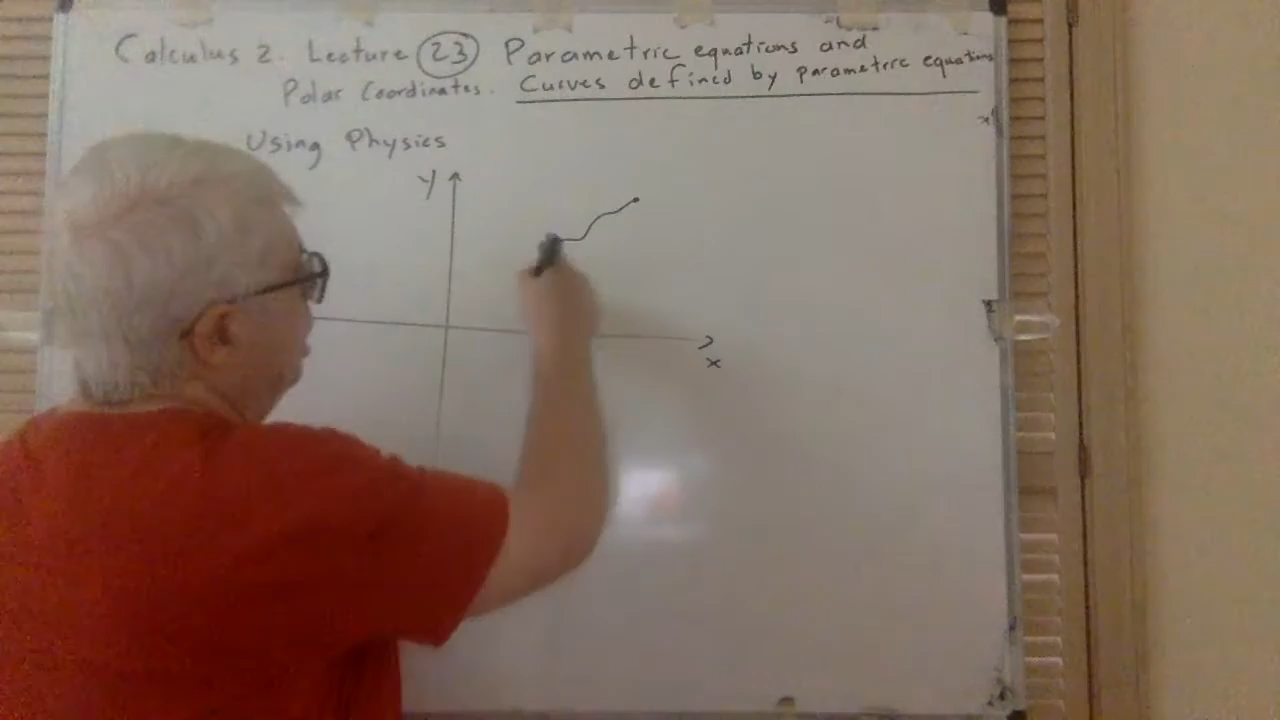 Calculus 2. Lecture 23 Parametric equations and
Polar Coordinates. Curves defined by parametric equations
Using Physics
y
x